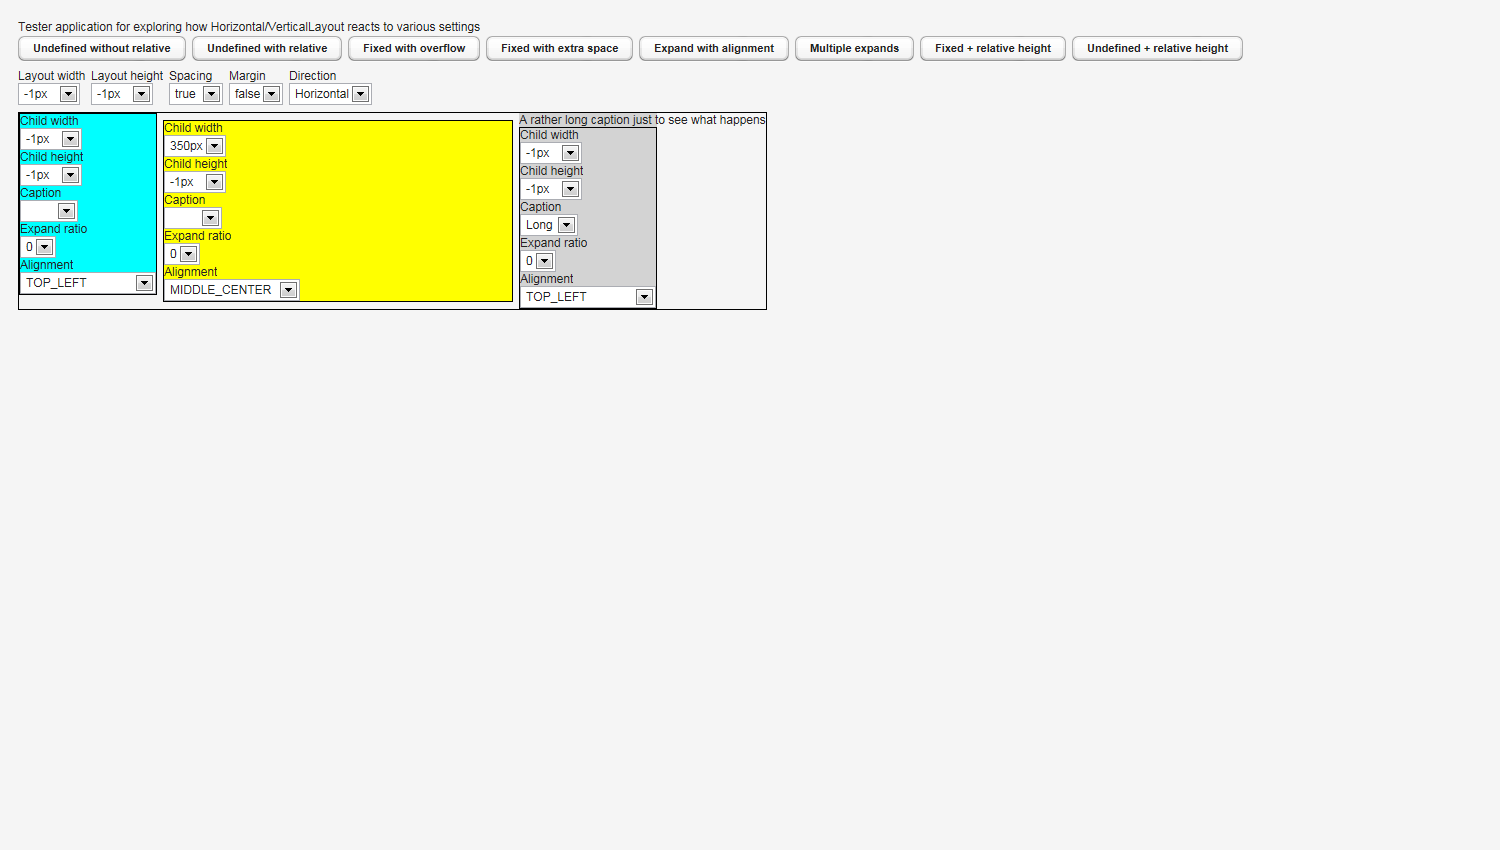 Tester application for exploring how Horizontal/VerticalLayout reacts to various settings
Undefined without relative Undefined with relative Fixed with overflow Fixed with extra space Expand with alignment Multiple expands Fixed + relative height Undefined + relative height
Layout width Layout height Spacing Margin Direction
-1px -1px true false Horizontal
Child width
-1px
Child height
-1px
Caption
Expand ratio
0
Alignment
TOP_LEFT
Child width
350px
Child height
-1px
Caption
Expand ratio
0
Alignment
MIDDLE_CENTER
A rather long caption just to see what happens
Child width
-1px
Child height
-1px
Caption
Long
Expand ratio
0
Alignment
TOP_LEFT